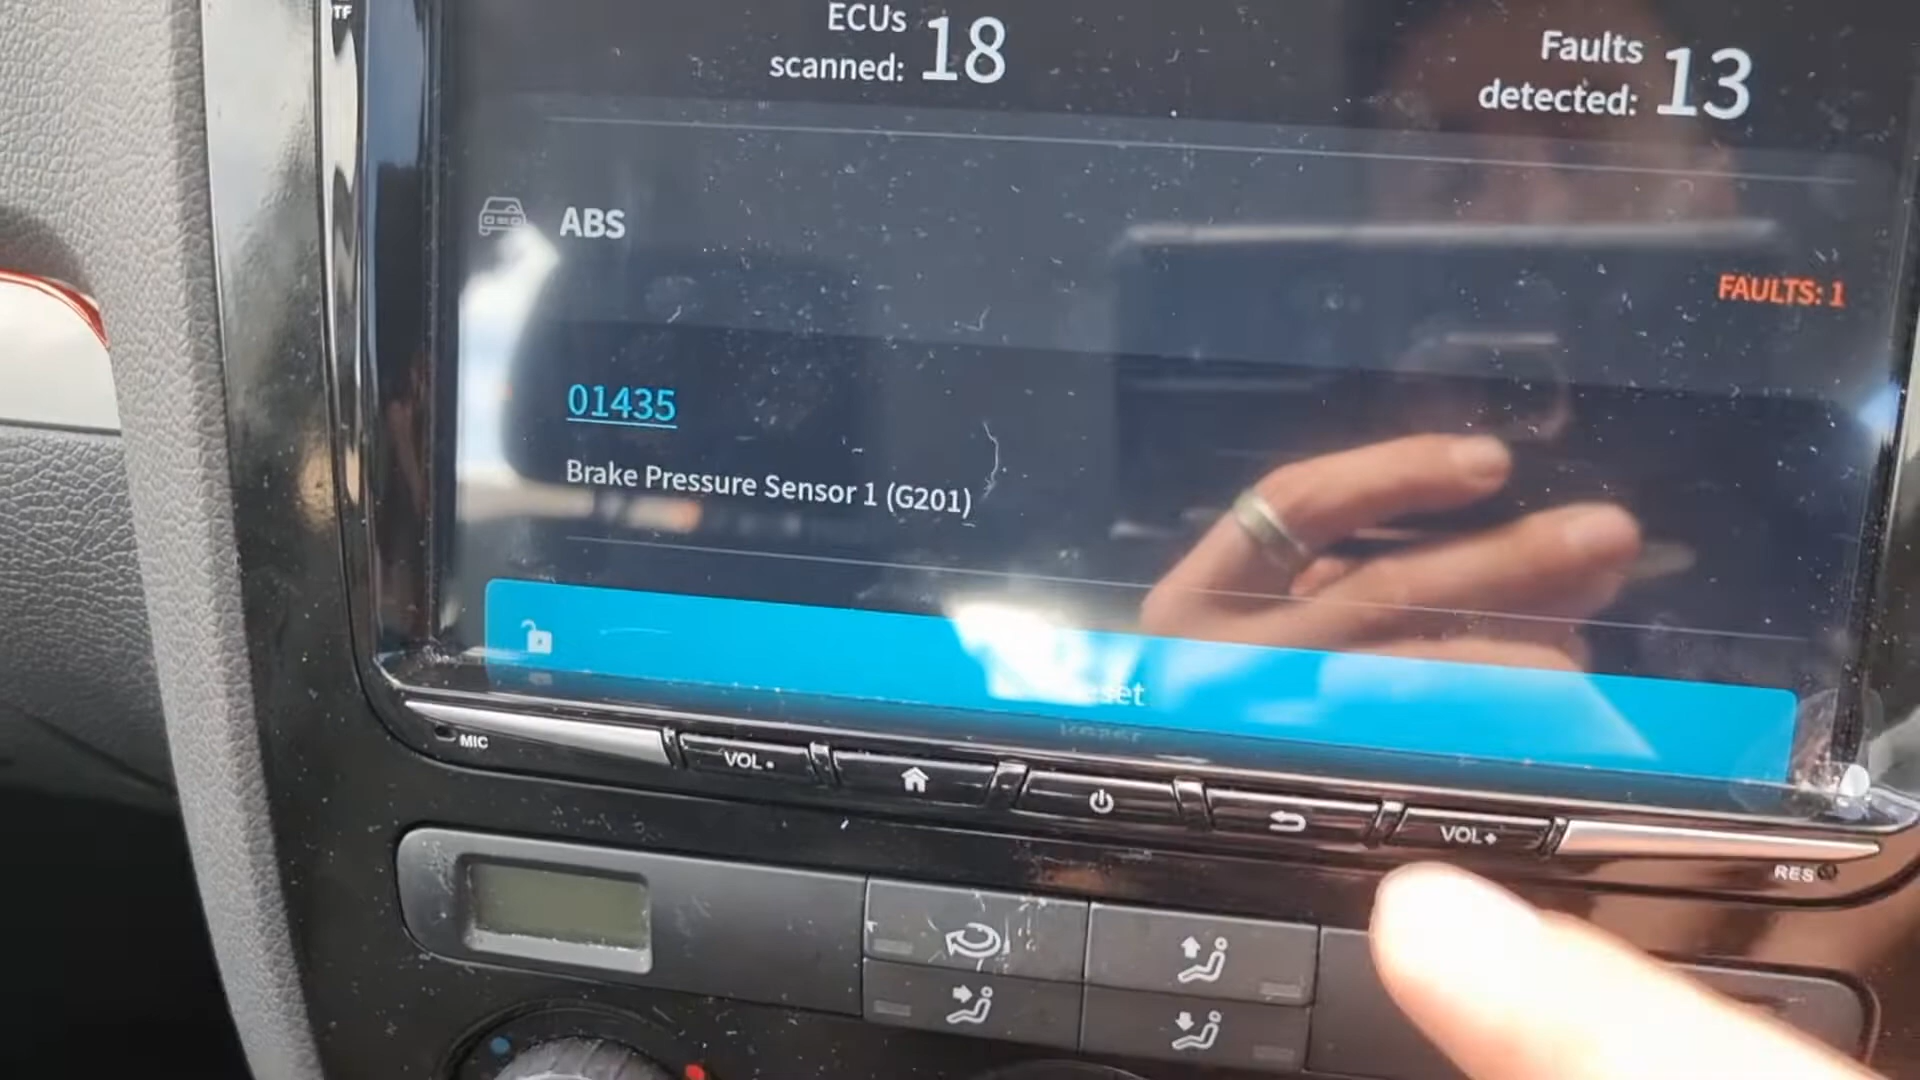 TF
ECUs
scanned: 18
Faults
detected: 13
ABS
FAULTS: 1
01435
Brake Pressure Sensor 1 (G201)
MIC
VOL
VOL+
RES